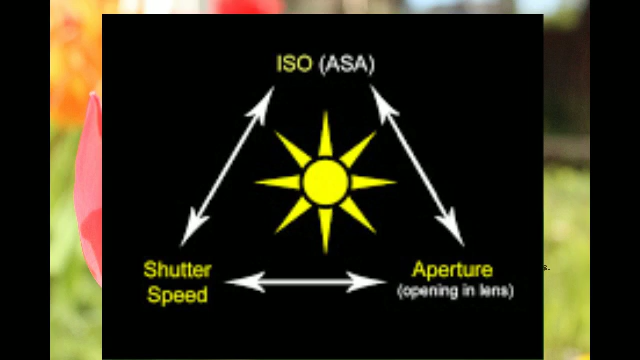 ISO (ASA)
Shutter
Speed
Aperture
(opening in lens)
s.